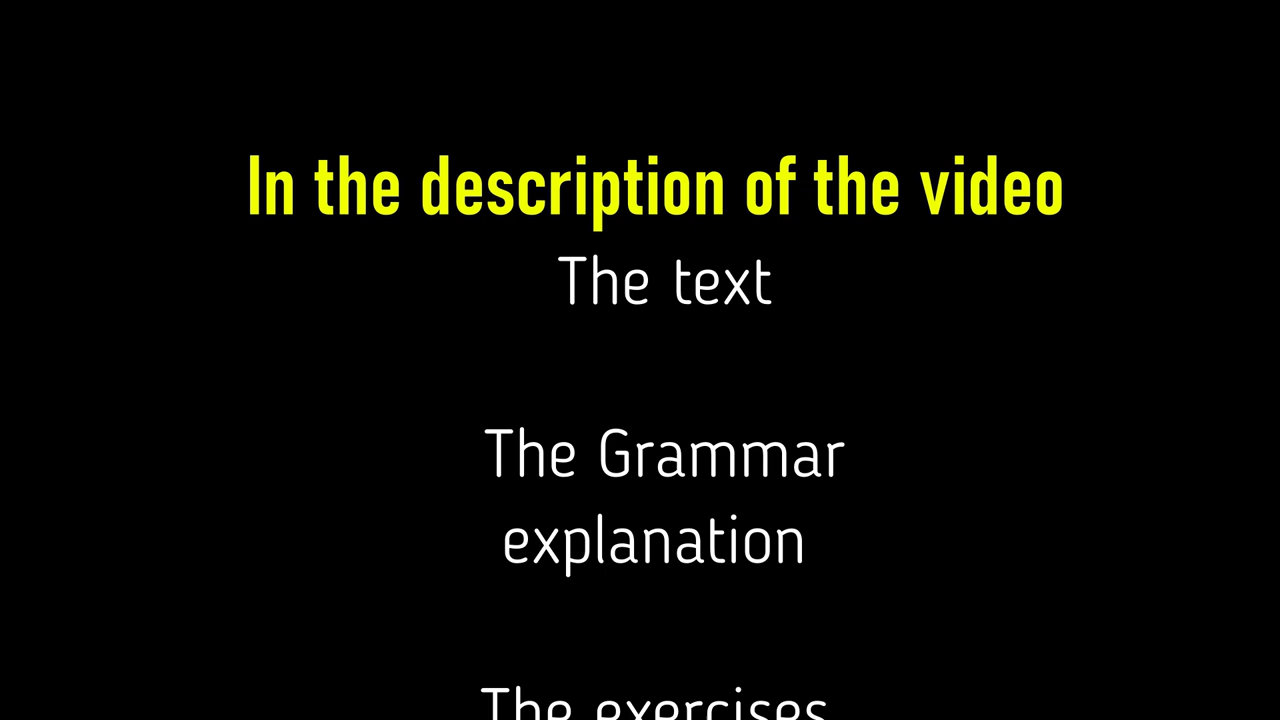 In the description of the video
The text
The Grammar
explanation
The exercises